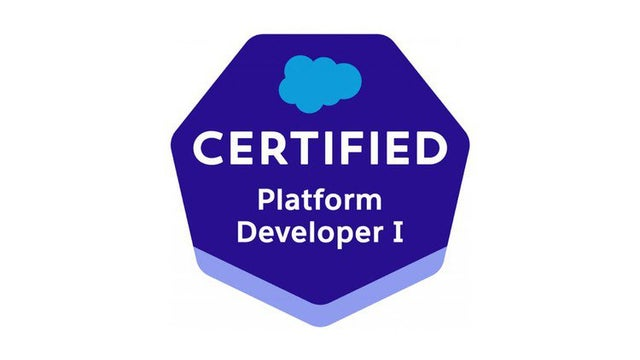 CERTIFIED
Platform
Developer I